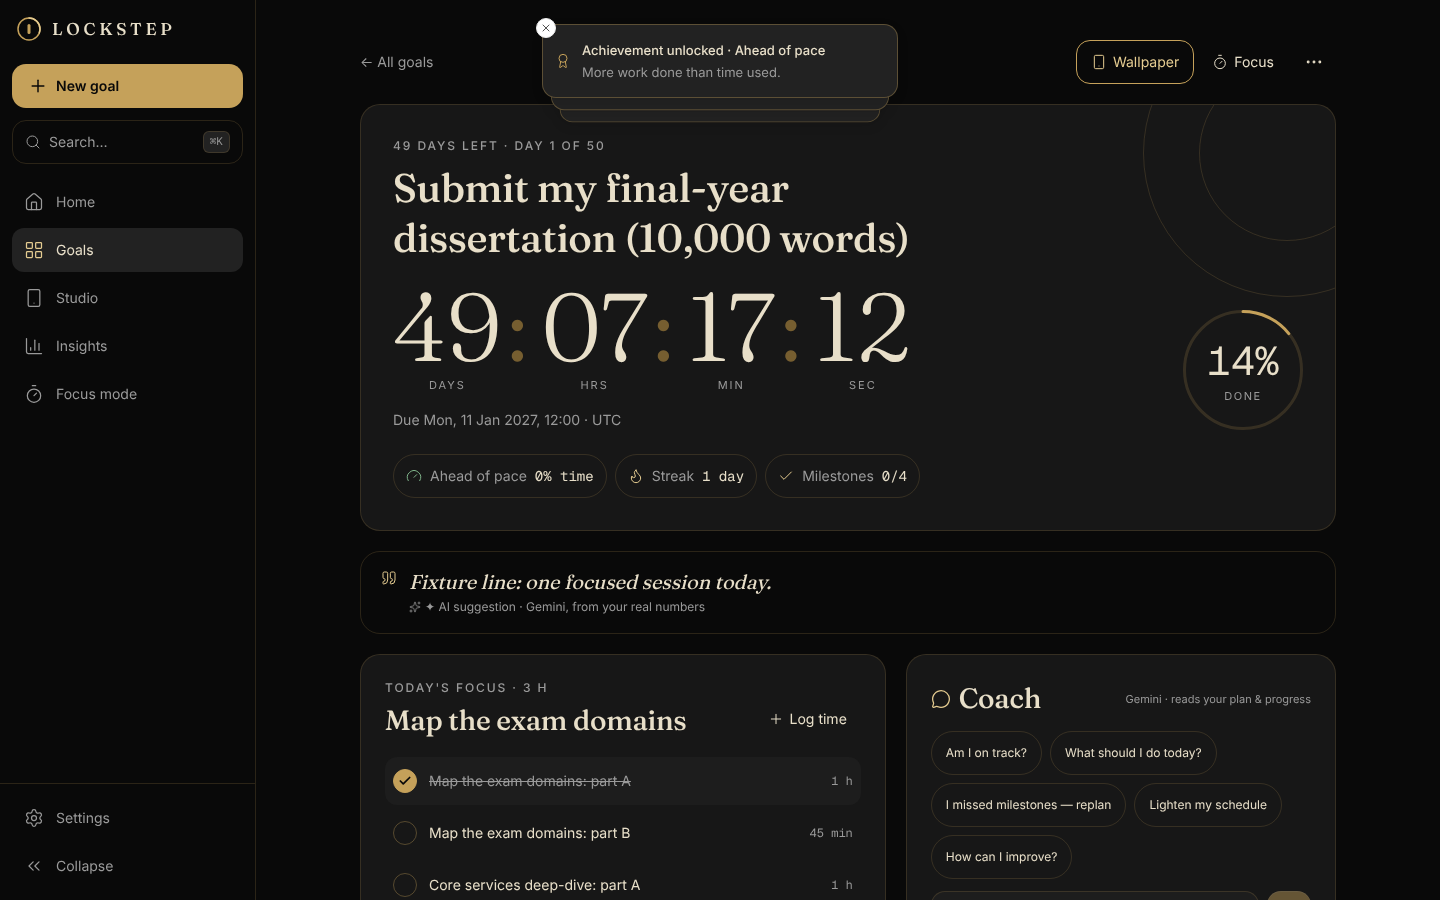 LOCKSTEP
New goal
Search...
⌘K
Home
Goals
Studio
Insights
Focus mode
Settings
Collapse
← All goals
Achievement unlocked · Ahead of pace
More work done than time used.
Wallpaper
Focus
49 DAYS LEFT · DAY 1 OF 50
Submit my final-year
dissertation (10,000 words)
49:07:17:12
DAYS HRS MIN SEC
Due Mon, 11 Jan 2027, 12:00 · UTC
14%
DONE
Ahead of pace 0% time
Streak 1 day
Milestones 0/4
Fixture line: one focused session today.
✦ AI suggestion · Gemini, from your real numbers
TODAY'S FOCUS · 3 H
Map the exam domains
+ Log time
Map the exam domains: part A 1 h
Map the exam domains: part B 45 min
Core services deep-dive: part A 1 h
Coach
Gemini · reads your plan & progress
Am I on track?
What should I do today?
I missed milestones — replan
Lighten my schedule
How can I improve?